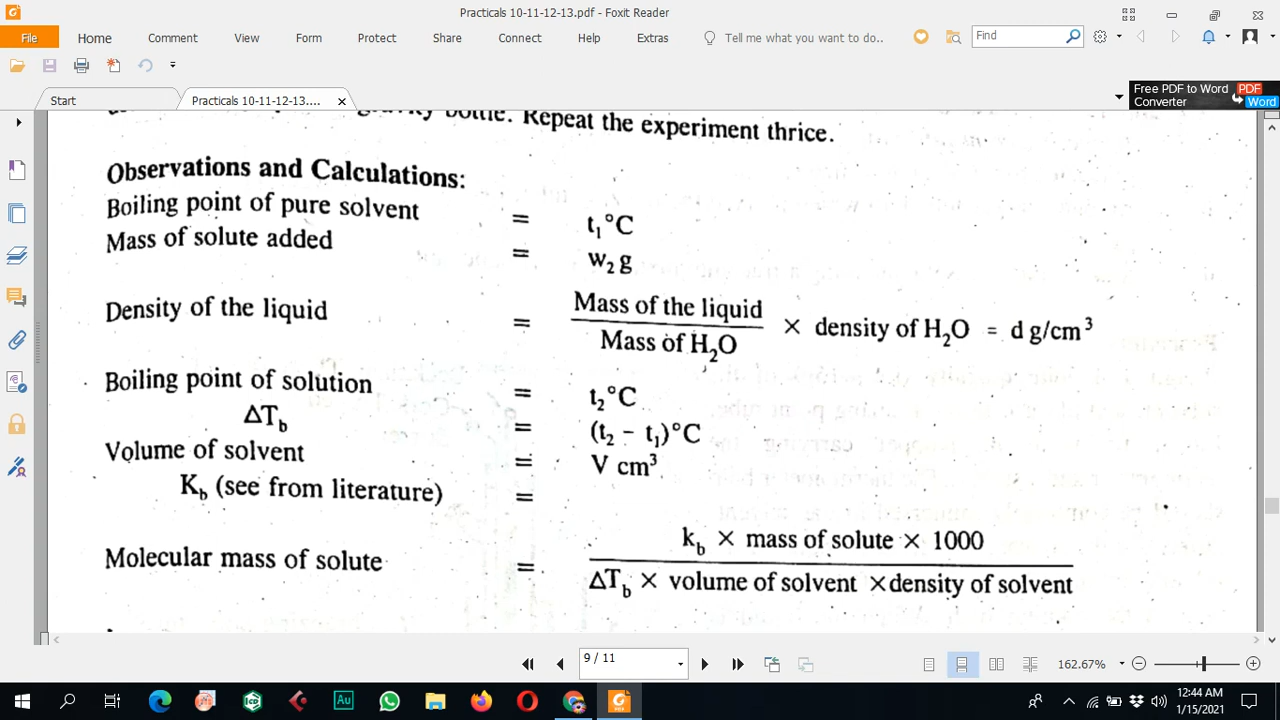 Practicals 10-11-12-13.pdf - Foxit Reader
File Home Comment View Form Protect Share Connect Help Extras Tell me what you want to do.. Find
Start Practicals 10-11-12-13....
Free PDF to Word Converter PDF Word
bottle. Repeat the experiment thrice.
Observations and Calculations:
Boiling point of pure solvent = t₁°C
Mass of solute added = w₂ g
Density of the liquid = Mass of the liquid / Mass of H₂O × density of H₂O = d g/cm³
Boiling point of solution = t₂°C
ΔT_b = (t₂ − t₁)°C
Volume of solvent = V cm³
K_b (see from literature) =
Molecular mass of solute = k_b × mass of solute × 1000 / ΔT_b × volume of solvent × density of solvent
9 / 11
162.67%
Au
12:44 AM
1/15/2021